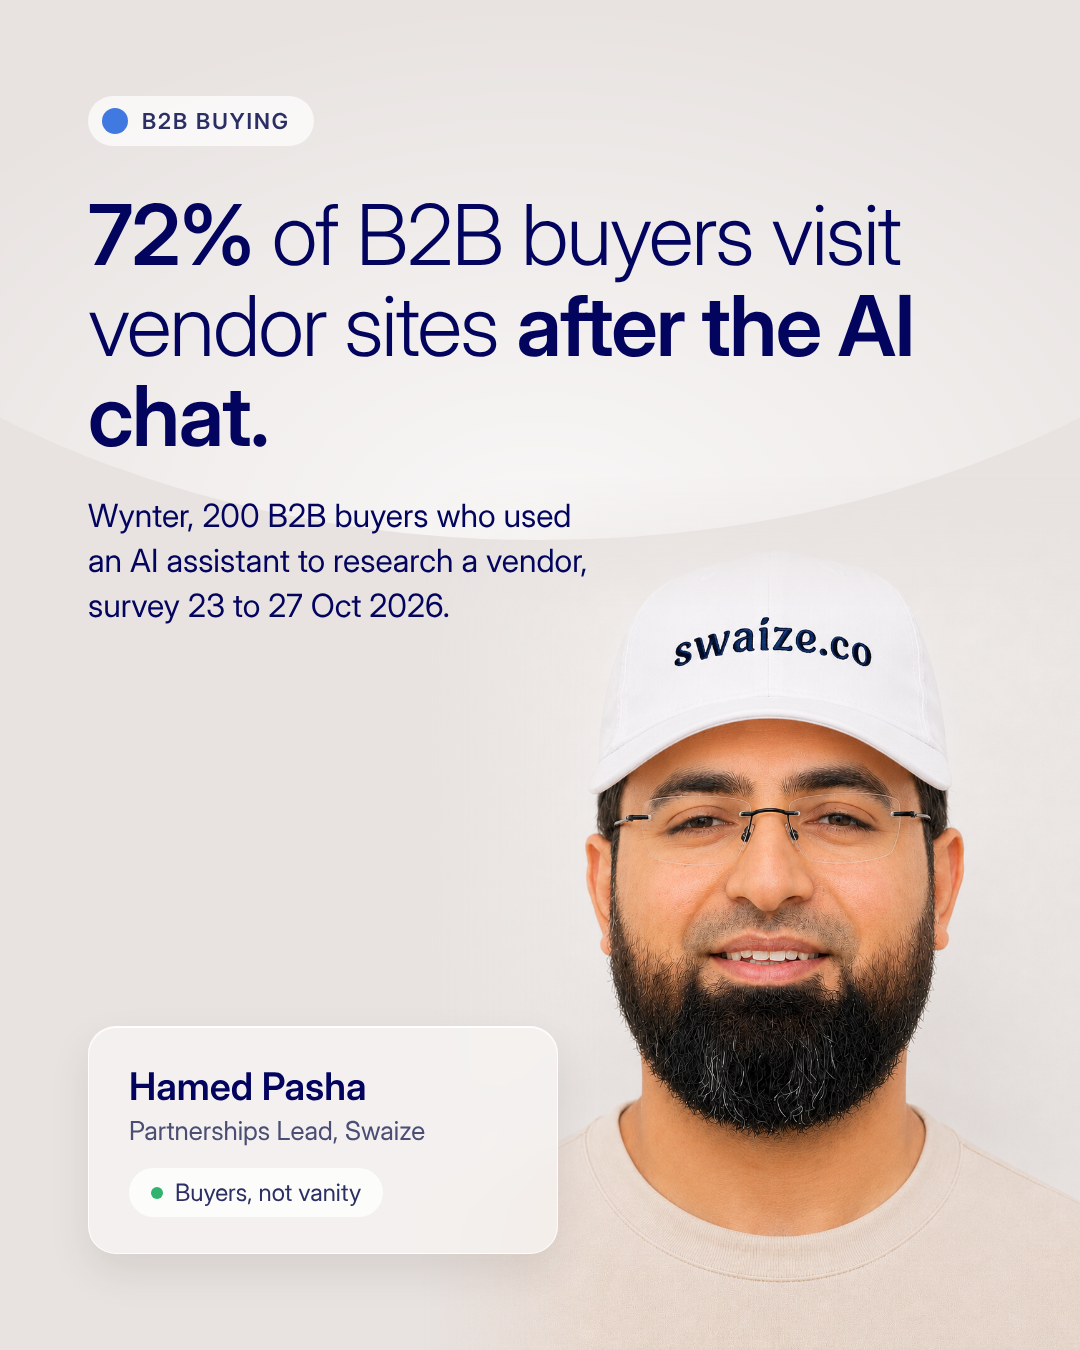 B2B BUYING
72% of B2B buyers visit
vendor sites after the AI
chat.
Wynter, 200 B2B buyers who used
an AI assistant to research a vendor,
survey 23 to 27 Oct 2026.
swaize.co
Hamed Pasha
Partnerships Lead, Swaize
Buyers, not vanity